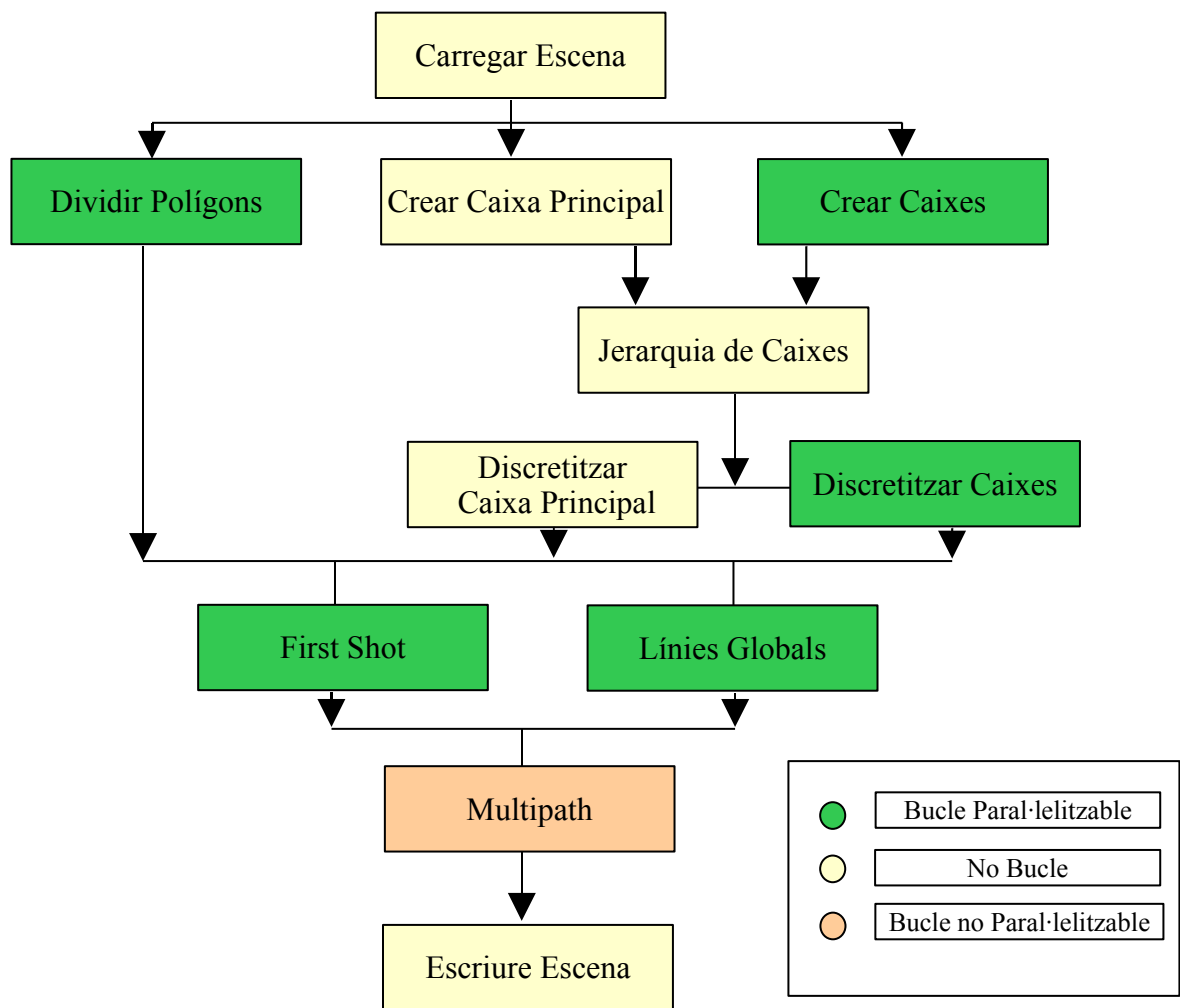 Carregar Escena
Dividir Polígons
Crear Caixa Principal
Crear Caixes
Jerarquia de Caixes
Discretitzar
Caixa Principal
Discretitzar Caixes
First Shot
Línies Globals
Multipath
Escriure Escena
Bucle Paral·lelitzable
No Bucle
Bucle no Paral·lelitzable